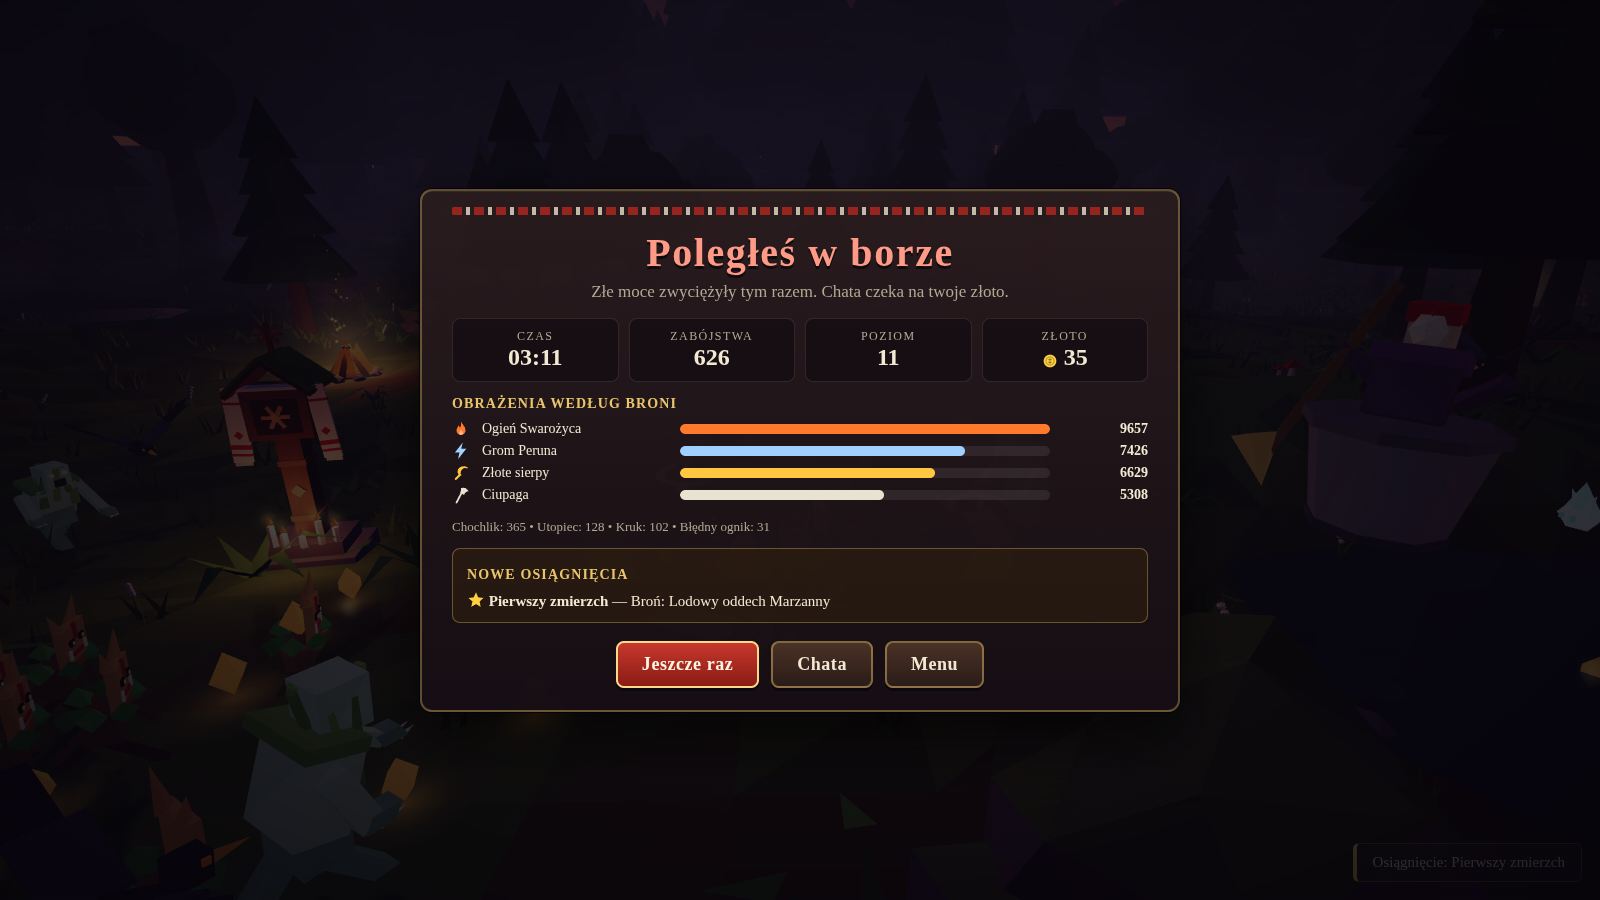 Poległeś w borze
Złe moce zwyciężyły tym razem. Chata czeka na twoje złoto.
CZAS
03:11
ZABÓJSTWA
626
POZIOM
11
ZŁOTO
35
OBRAŻENIA WEDŁUG BRONI
Ogień Swarożyca 9657
Grom Peruna 7426
Złote sierpy 6629
Ciupaga 5308
Chochlik: 365 • Utopiec: 128 • Kruk: 102 • Błędny ognik: 31
NOWE OSIĄGNIĘCIA
Pierwszy zmierzch — Broń: Lodowy oddech Marzanny
Jeszcze raz
Chata
Menu
Osiągnięcie: Pierwszy zmierzch